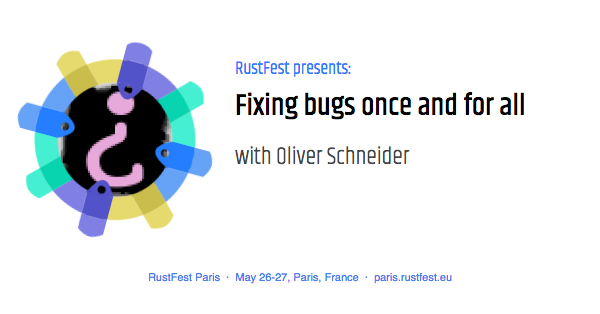 RustFest presents:
Fixing bugs once and for all
with Oliver Schneider
¿
RustFest Paris · May 26-27, Paris, France · paris.rustfest.eu